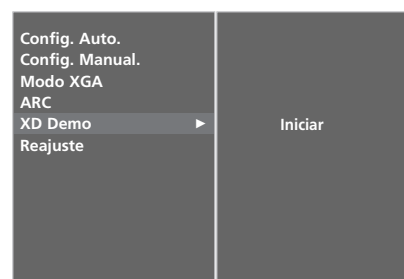 Config. Auto.
Config. Manual.
Modo XGA
ARC
XD Demo ►
Iniciar
Reajuste